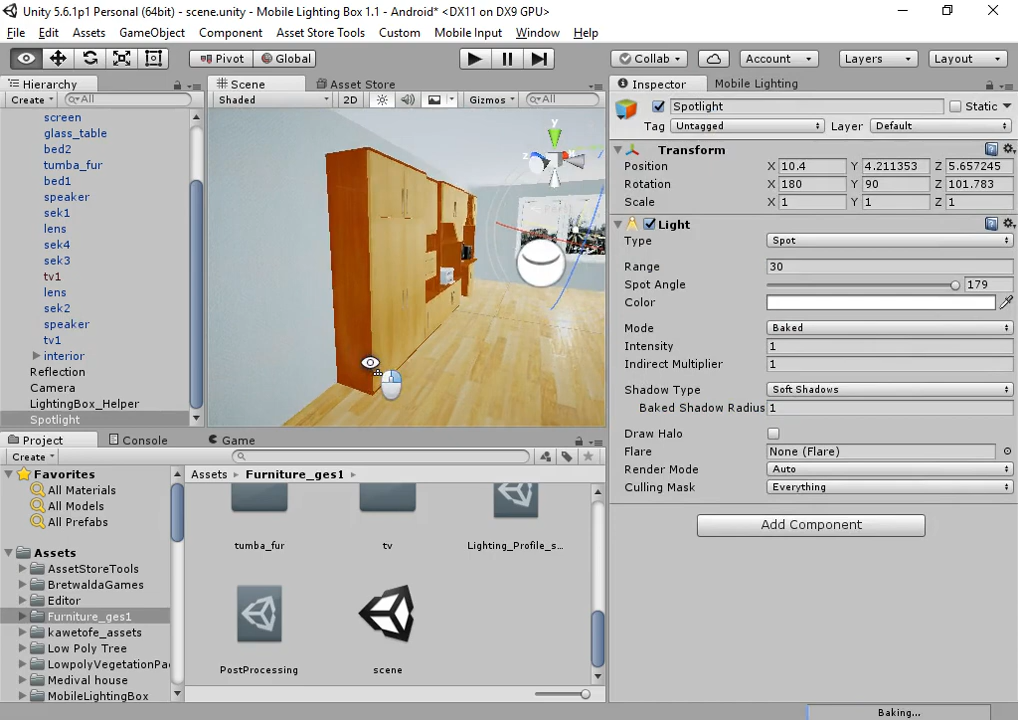 Unity 5.6.1p1 Personal (64bit) - scene.unity - Mobile Lighting Box 1.1 - Android* <DX11 on DX9 GPU>
File Edit Assets GameObject Component Asset Store Tools Custom Mobile Input Window Help
Pivot Global Collab Account Layers Layout
Hierarchy
Create All
screen
glass_table
bed2
tumba_fur
bed1
speaker
sek1
lens
sek4
sek3
tv1
lens
sek2
speaker
tv1
interior
Reflection
Camera
LightingBox_Helper
Spotlight
Scene Asset Store
Shaded 2D Gizmos All
y
x
z
Project Console Game
Create
Favorites
All Materials
All Models
All Prefabs
Assets
AssetStoreTools
BretwaldaGames
Editor
Furniture_ges1
kawetofe_assets
Low Poly Tree
LowpolyVegetationPa
Medival house
MobileLightingBox
Assets Furniture_ges1
tumba_fur tv Lighting_Profile_s...
PostProcessing scene
Inspector Mobile Lighting
Spotlight Static
Tag Untagged Layer Default
Transform
Position X 10.4 Y 4.211353 Z 5.657245
Rotation X 180 Y 90 Z 101.783
Scale X 1 Y 1 Z 1
Light
Type Spot
Range 30
Spot Angle 179
Color
Mode Baked
Intensity 1
Indirect Multiplier 1
Shadow Type Soft Shadows
Baked Shadow Radius 1
Draw Halo
Flare None (Flare)
Render Mode Auto
Culling Mask Everything
Add Component
Baking...